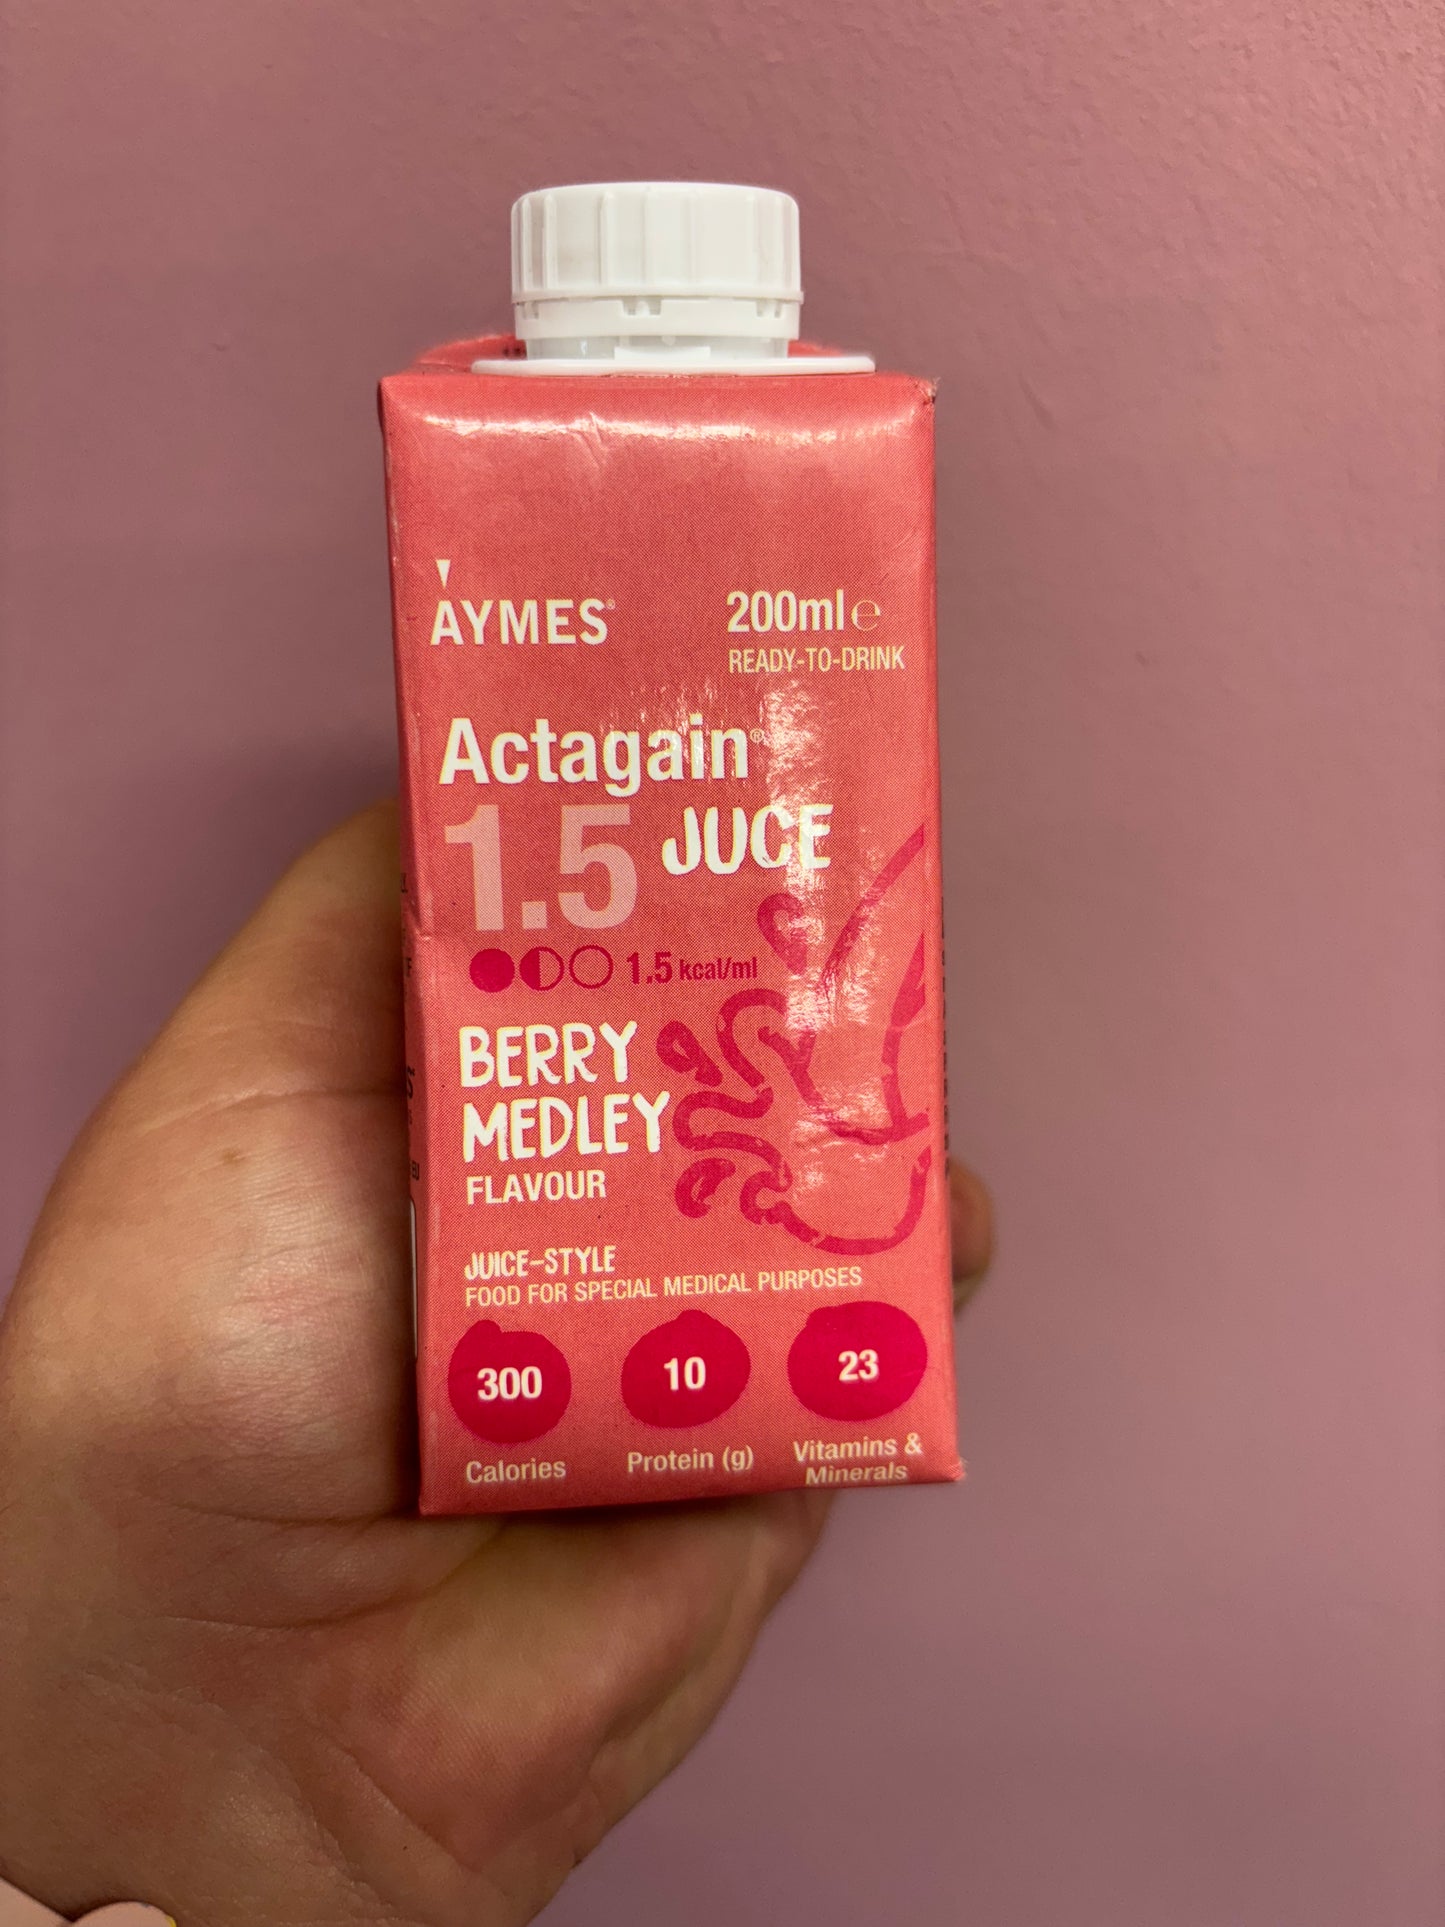 AYMES®
200ml ℮
READY-TO-DRINK
Actagain®
1.5 JUCE
1.5 kcal/ml
BERRY
MEDLEY
FLAVOUR
JUICE-STYLE
FOOD FOR SPECIAL MEDICAL PURPOSES
300
Calories
10
Protein (g)
23
Vitamins &
Minerals